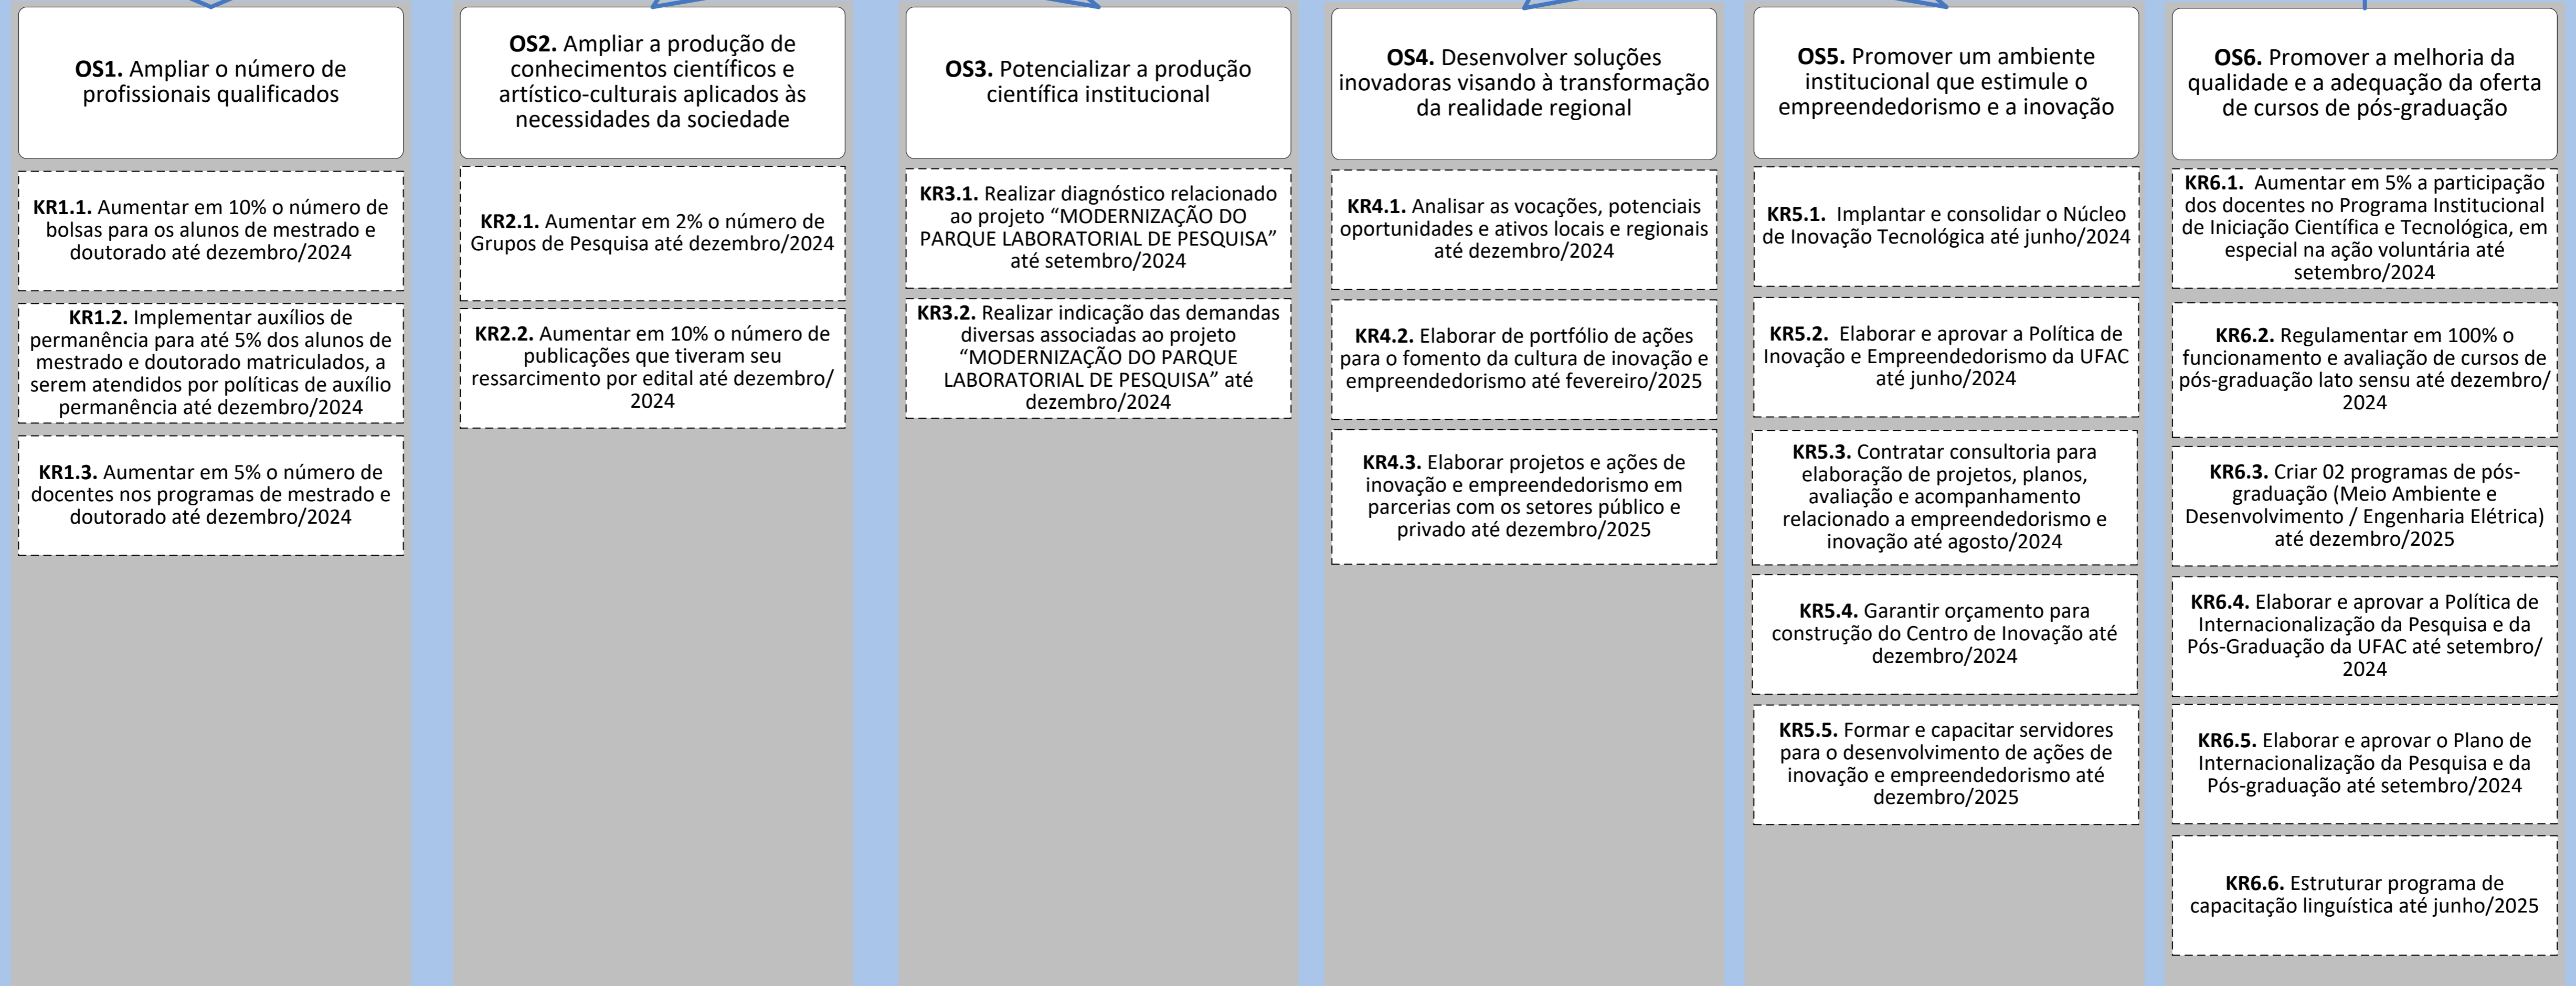 OS1. Ampliar o número de
profissionais qualificados
KR1.1. Aumentar em 10% o número de
bolsas para os alunos de mestrado e
doutorado até dezembro/2024
KR1.2. Implementar auxílios de
permanência para até 5% dos alunos de
mestrado e doutorado matriculados, a
serem atendidos por políticas de auxílio
permanência até dezembro/2024
KR1.3. Aumentar em 5% o número de
docentes nos programas de mestrado e
doutorado até dezembro/2024
OS2. Ampliar a produção de
conhecimentos científicos e
artístico-culturais aplicados às
necessidades da sociedade
KR2.1. Aumentar em 2% o número de
Grupos de Pesquisa até dezembro/2024
KR2.2. Aumentar em 10% o número de
publicações que tiveram seu
ressarcimento por edital até dezembro/
2024
OS3. Potencializar a produção
científica institucional
KR3.1. Realizar diagnóstico relacionado
ao projeto “MODERNIZAÇÃO DO
PARQUE LABORATORIAL DE PESQUISA”
até setembro/2024
KR3.2. Realizar indicação das demandas
diversas associadas ao projeto
“MODERNIZAÇÃO DO PARQUE
LABORATORIAL DE PESQUISA” até
dezembro/2024
OS4. Desenvolver soluções
inovadoras visando à transformação
da realidade regional
KR4.1. Analisar as vocações, potenciais
oportunidades e ativos locais e regionais
até dezembro/2024
KR4.2. Elaborar de portfólio de ações
para o fomento da cultura de inovação e
empreendedorismo até fevereiro/2025
KR4.3. Elaborar projetos e ações de
inovação e empreendedorismo em
parcerias com os setores público e
privado até dezembro/2025
OS5. Promover um ambiente
institucional que estimule o
empreendedorismo e a inovação
KR5.1. Implantar e consolidar o Núcleo
de Inovação Tecnológica até junho/2024
KR5.2. Elaborar e aprovar a Política de
Inovação e Empreendedorismo da UFAC
até junho/2024
KR5.3. Contratar consultoria para
elaboração de projetos, planos,
avaliação e acompanhamento
relacionado a empreendedorismo e
inovação até agosto/2024
KR5.4. Garantir orçamento para
construção do Centro de Inovação até
dezembro/2024
KR5.5. Formar e capacitar servidores
para o desenvolvimento de ações de
inovação e empreendedorismo até
dezembro/2025
OS6. Promover a melhoria da
qualidade e a adequação da oferta
de cursos de pós-graduação
KR6.1. Aumentar em 5% a participação
dos docentes no Programa Institucional
de Iniciação Científica e Tecnológica, em
especial na ação voluntária até
setembro/2024
KR6.2. Regulamentar em 100% o
funcionamento e avaliação de cursos de
pós-graduação lato sensu até dezembro/
2024
KR6.3. Criar 02 programas de pós-
graduação (Meio Ambiente e
Desenvolvimento / Engenharia Elétrica)
até dezembro/2025
KR6.4. Elaborar e aprovar a Política de
Internacionalização da Pesquisa e da
Pós-Graduação da UFAC até setembro/
2024
KR6.5. Elaborar e aprovar o Plano de
Internacionalização da Pesquisa e da
Pós-graduação até setembro/2024
KR6.6. Estruturar programa de
capacitação linguística até junho/2025